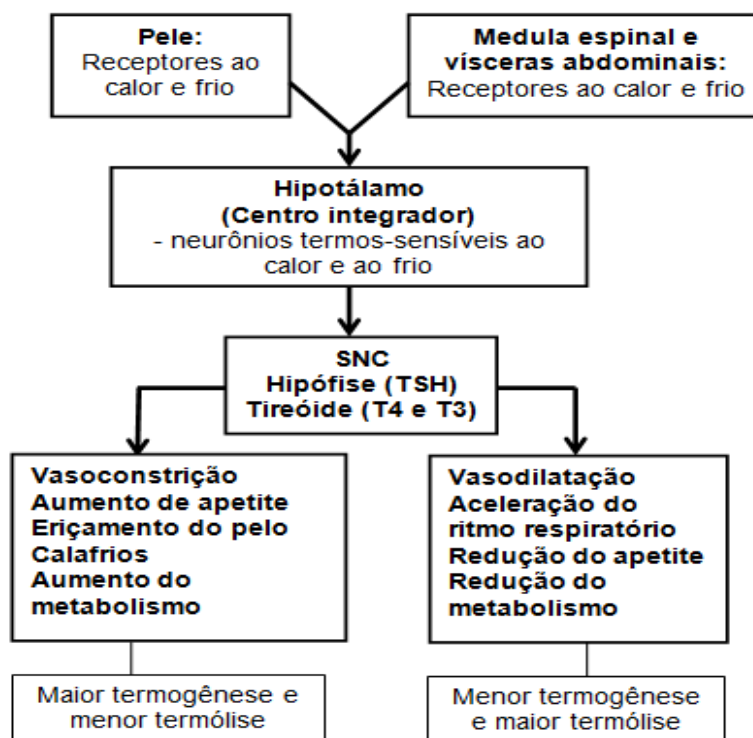 Pele:
Receptores ao
calor e frio
Medula espinal e
vísceras abdominais:
Receptores ao calor e frio
Hipotálamo
(Centro integrador)
- neurônios termos-sensíveis ao
calor e ao frio
SNC
Hipófise (TSH)
Tireóide (T4 e T3)
Vasoconstrição
Aumento de apetite
Eriçamento do pelo
Calafrios
Aumento do
metabolismo
Vasodilatação
Aceleração do
ritmo respiratório
Redução do apetite
Redução do
metabolismo
Maior termogênese e
menor termólise
Menor termogênese
e maior termólise